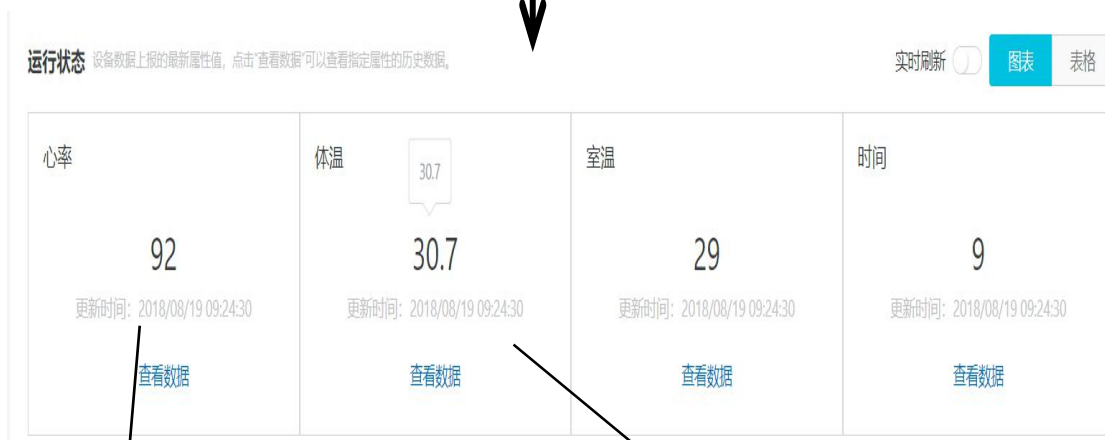 运行状态 设备数据上报的最新属性值，点击“查看数据”可以查看指定属性的历史数据。 实时刷新 图表 表格
心率 体温 室温 时间
30.7
92 30.7 29 9
更新时间：2018/08/19 09:24:30 更新时间：2018/08/19 09:24:30 更新时间：2018/08/19 09:24:30 更新时间：2018/08/19 09:24:30
查看数据 查看数据 查看数据 查看数据